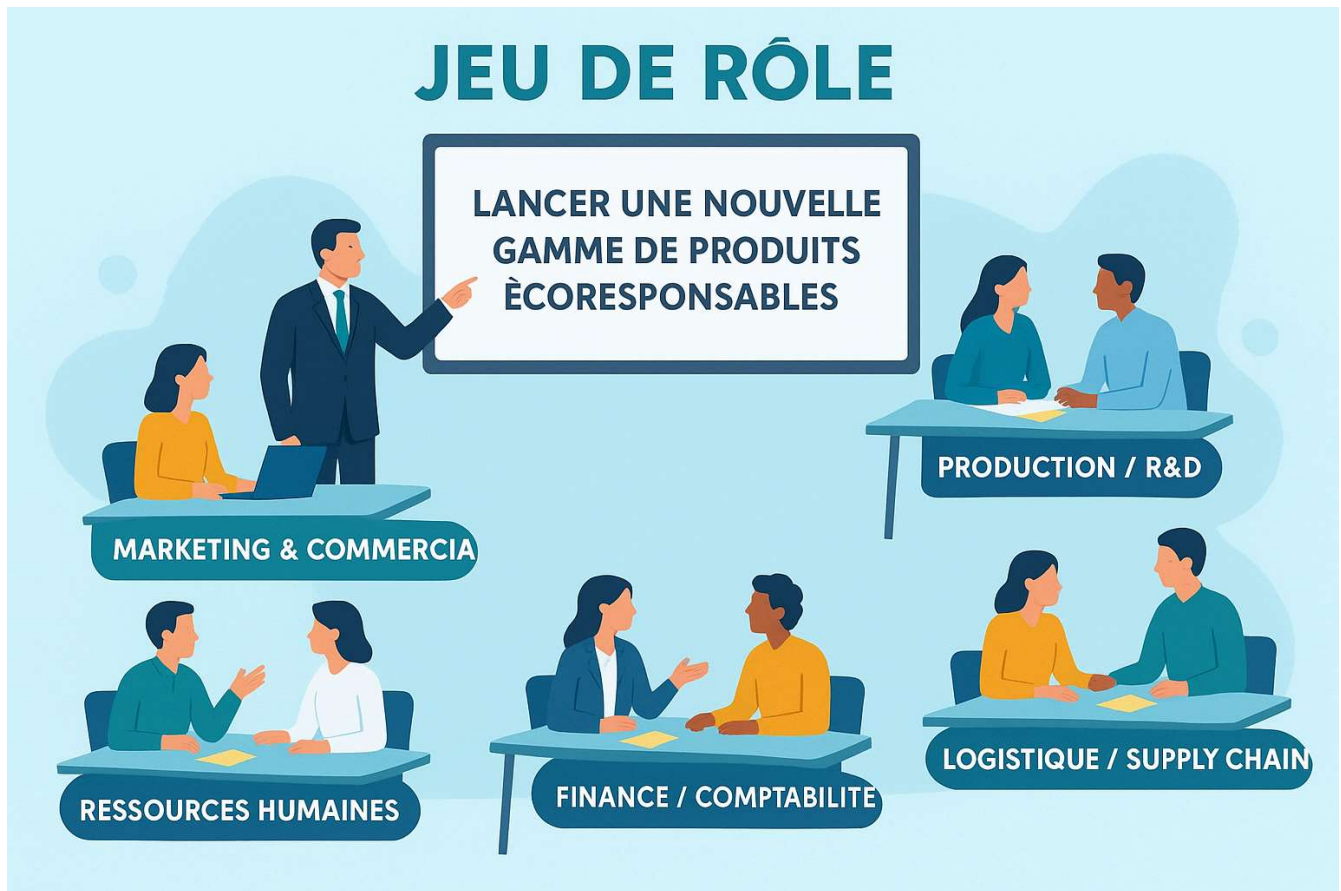 JEU DE RÔLE
LANCER UNE NOUVELLE
GAMME DE PRODUITS
ÈCORESPONSABLES
PRODUCTION / R&D
MARKETING & COMMERCIA
LOGISTIQUE / SUPPLY CHAIN
RESSOURCES HUMAINES
FINANCE / COMPTABILITE